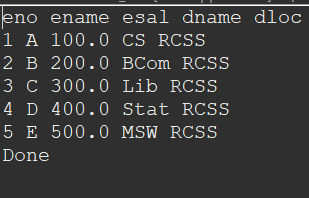 eno ename esal dname dloc
1 A 100.0 CS RCSS
2 B 200.0 BCom RCSS
3 C 300.0 Lib RCSS
4 D 400.0 Stat RCSS
5 E 500.0 MSW RCSS
Done